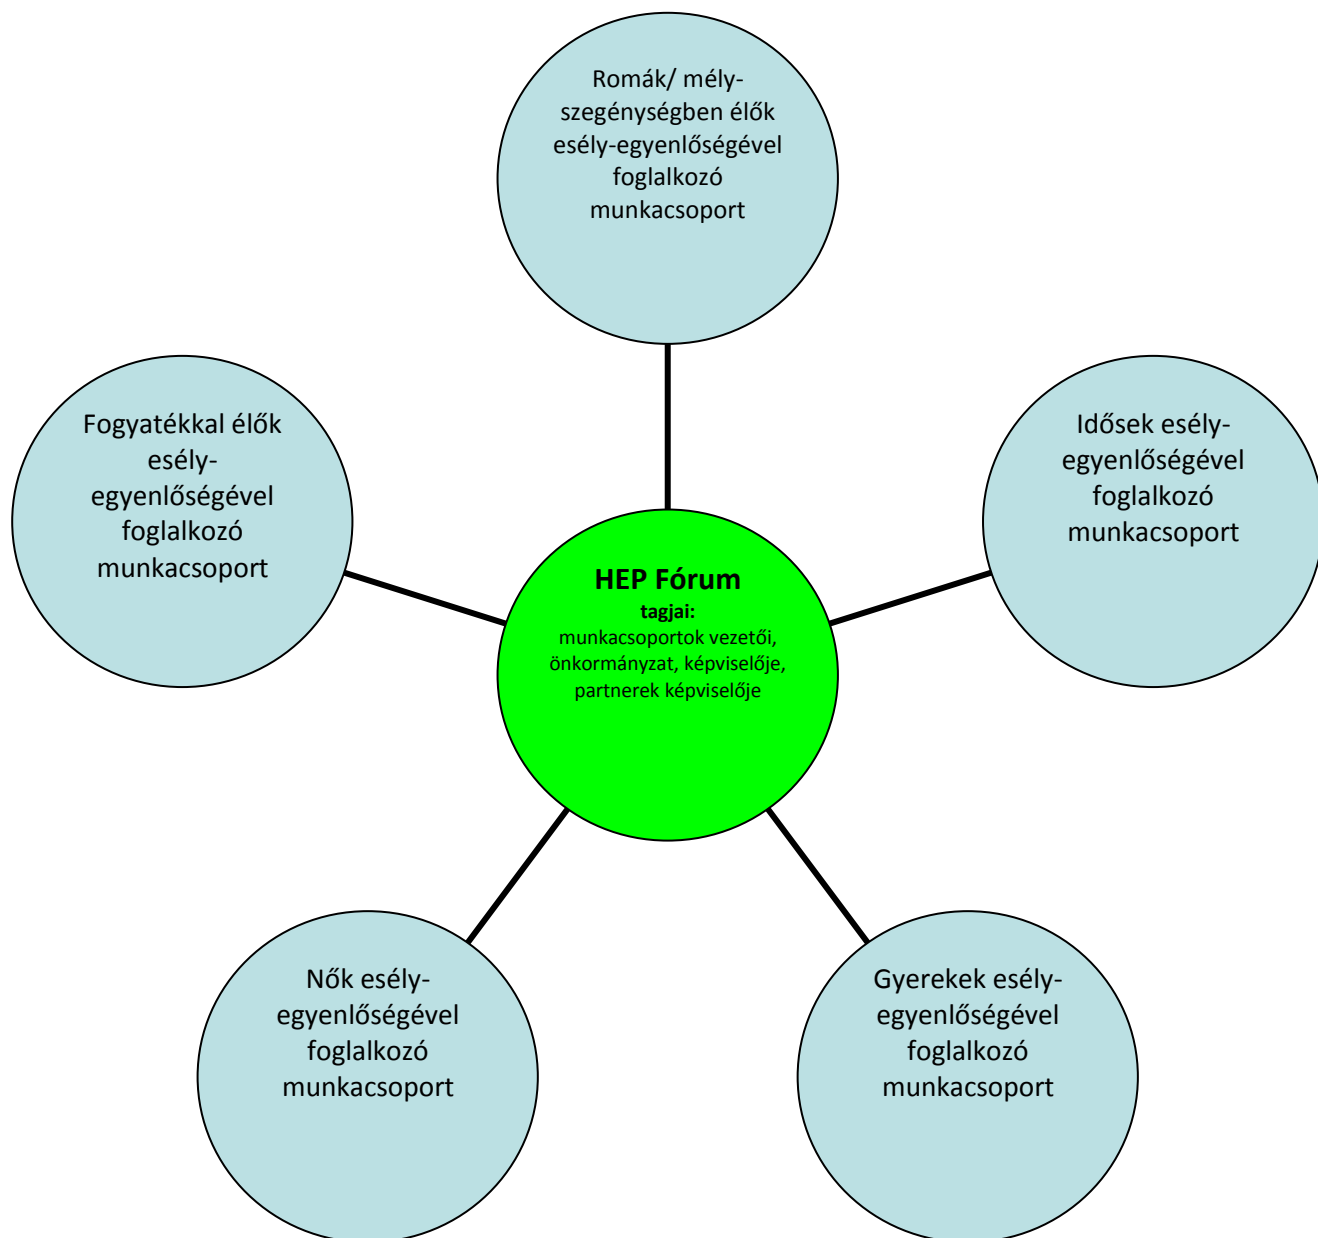 Romák/ mély-
szegénységben élők
esély-egyenlőségével
foglalkozó
munkacsoport
Fogyatékkal élők
esély-
egyenlőségével
foglalkozó
munkacsoport
Idősek esély-
egyenlőségével
foglalkozó
munkacsoport
HEP Fórum
tagjai:
munkacsoportok vezetői,
önkormányzat, képviselője,
partnerek képviselője
Nők esély-
egyenlőségével
foglalkozó
munkacsoport
Gyerekek esély-
egyenlőségével
foglalkozó
munkacsoport